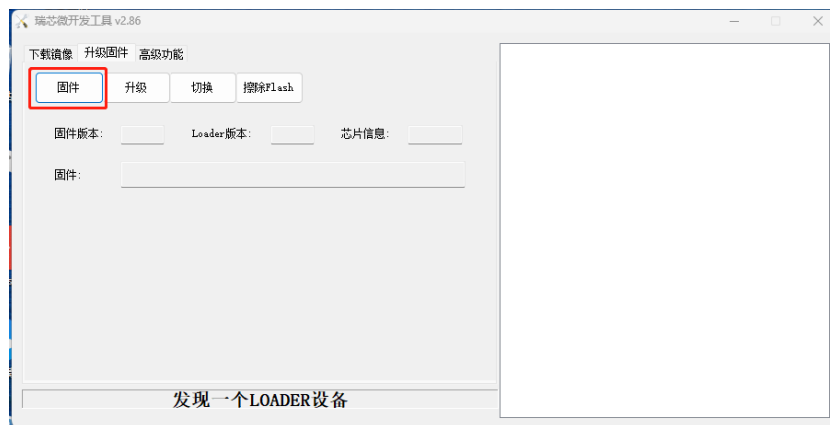 瑞芯微开发工具 v2.86
下载镜像 升级固件 高级功能
固件 升级 切换 擦除Flash
固件版本: Loader版本: 芯片信息:
固件:
发现一个LOADER设备